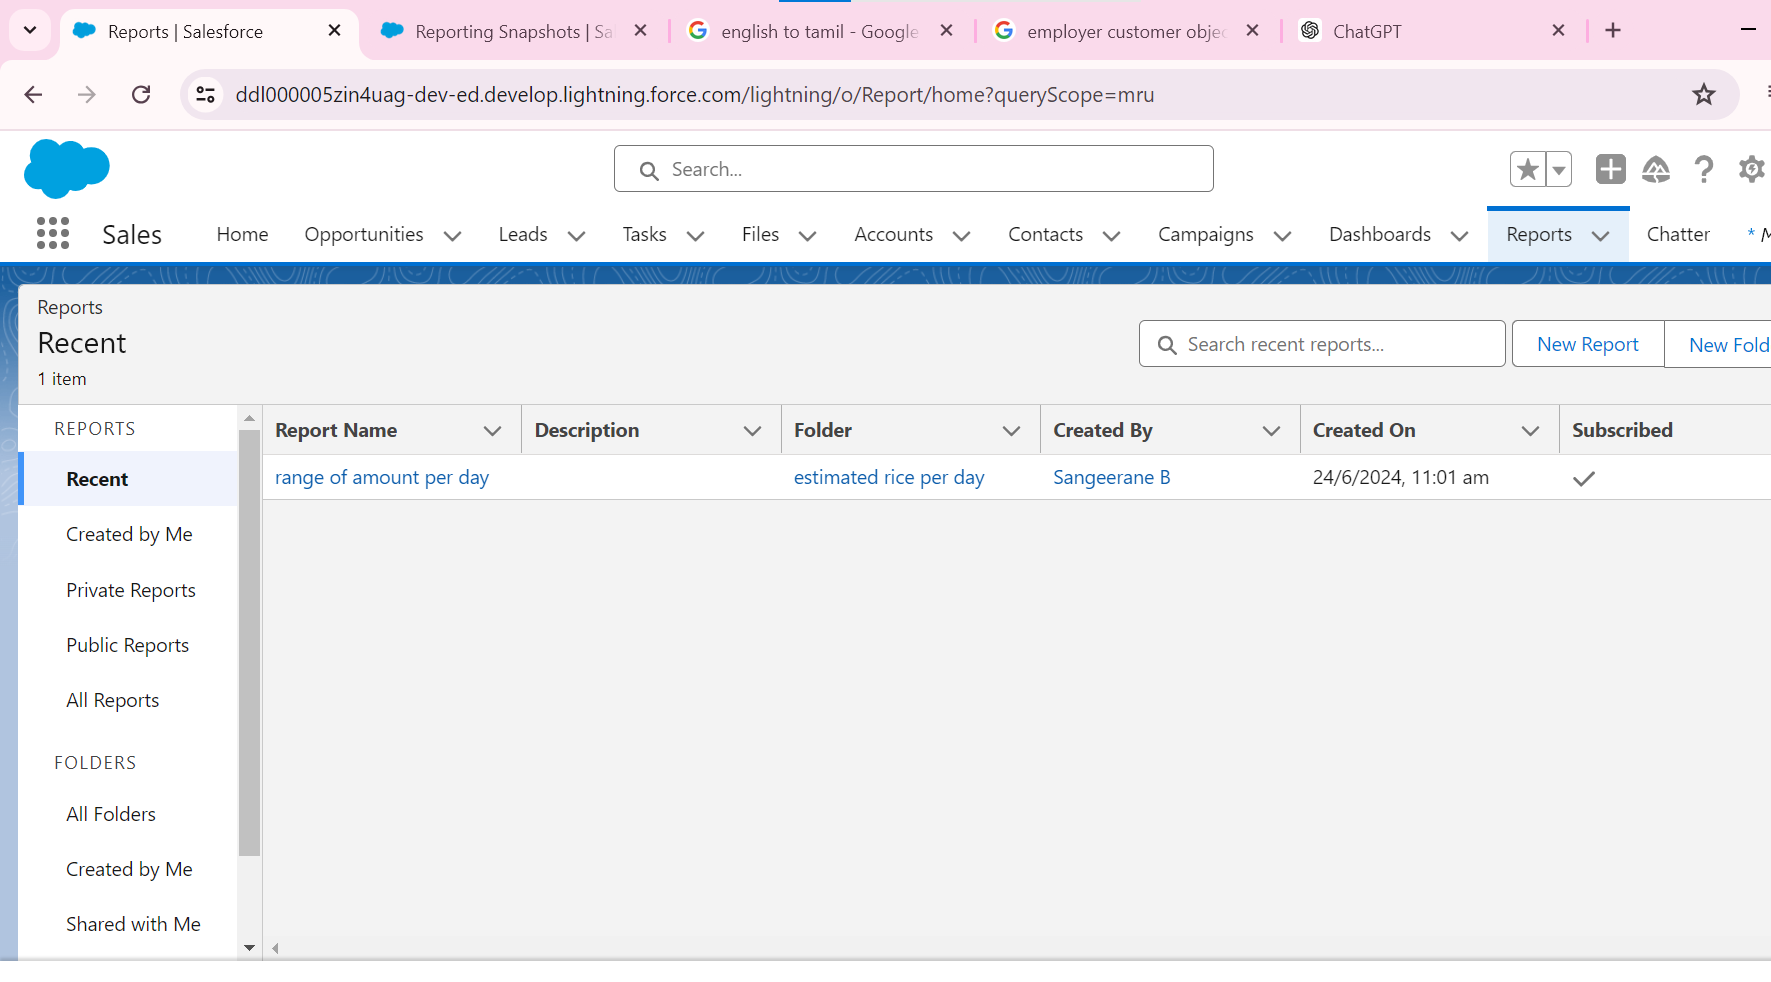 Reports | Salesforce
Reporting Snapshots | Sa
english to tamil - Google
employer customer objec
ChatGPT
ddl000005zin4uag-dev-ed.develop.lightning.force.com/lightning/o/Report/home?queryScope=mru
Search...
Sales
Home
Opportunities
Leads
Tasks
Files
Accounts
Contacts
Campaigns
Dashboards
Reports
Chatter
* M
Reports
Recent
1 item
Search recent reports...
New Report
New Fold
REPORTS
Recent
Created by Me
Private Reports
Public Reports
All Reports
FOLDERS
All Folders
Created by Me
Shared with Me
Report Name
Description
Folder
Created By
Created On
Subscribed
range of amount per day
estimated rice per day
Sangeerane B
24/6/2024, 11:01 am